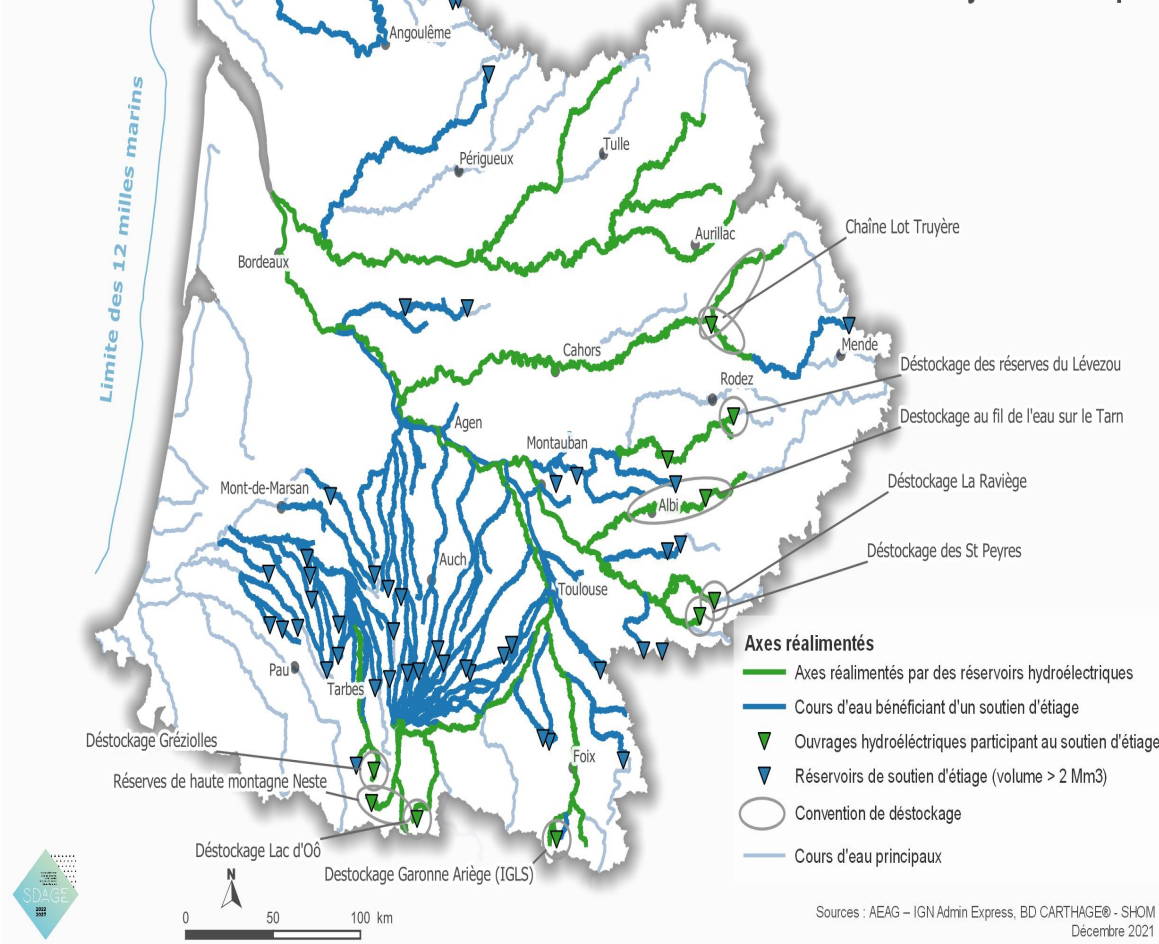 Angoulême
Limite des 12 milles marins
Périgueux
Tulle
Aurillac
Chaîne Lot Truyère
Bordeaux
Cahors
Mende
Déstockage des réserves du Lévezou
Rodez
Destockage au fil de l'eau sur le Tarn
Agen
Montauban
Déstockage La Raviège
Mont-de-Marsan
Albi
Déstockage des St Peyres
Auch
Toulouse
Pau
Tarbes
Foix
Déstockage Gréziolles
Réserves de haute montagne Neste
Déstockage Lac d'Oô
Destockage Garonne Ariège (IGLS)
Axes réalimentés
Axes réalimentés par des réservoirs hydroélectriques
Cours d'eau bénéficiant d'un soutien d'étiage
Ouvrages hydroéléctriques participant au soutien d'étiage
Réservoirs de soutien d'étiage (volume > 2 Mm3)
Convention de déstockage
Cours d'eau principaux
SDAGE
2022
2027
N
0 50 100 km
Sources : AEAG – IGN Admin Express, BD CARTHAGE® - SHOM
Décembre 2021